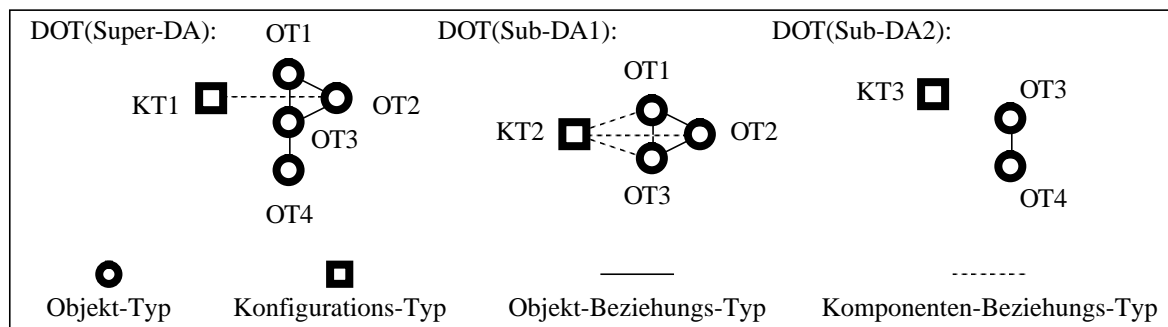 DOT(Super-DA):
OT1
KT1
OT2
OT3
OT4
DOT(Sub-DA1):
OT1
KT2
OT2
OT3
DOT(Sub-DA2):
KT3
OT3
OT4
Objekt-Typ
Konfigurations-Typ
Objekt-Beziehungs-Typ
Komponenten-Beziehungs-Typ